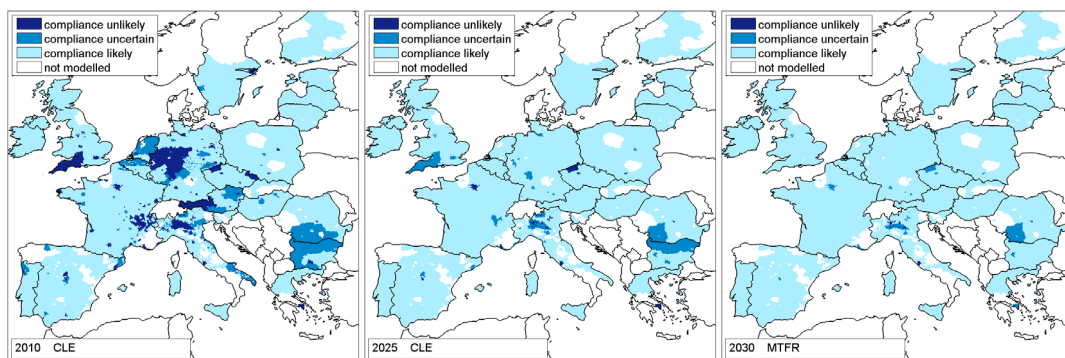 compliance unlikely
compliance uncertain
compliance likely
not modelled
2010 CLE
compliance unlikely
compliance uncertain
compliance likely
not modelled
2025 CLE
compliance unlikely
compliance uncertain
compliance likely
not modelled
2030 MTFR